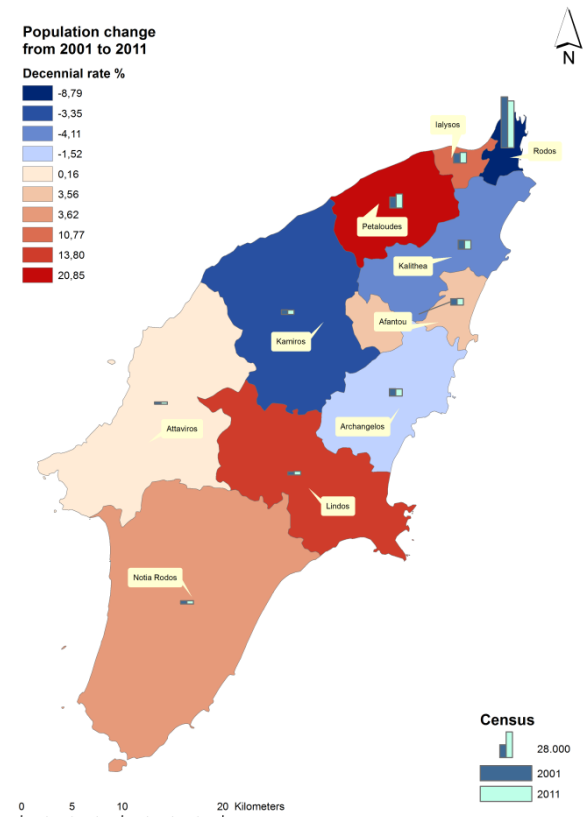 Population change
from 2001 to 2011
Decennial rate %
-8,79
-3,35
-4,11
-1,52
0,16
3,56
3,62
10,77
13,80
20,85
N
Ialysos
Rodos
Petaloudes
Kalithea
Afantou
Kamiros
Archangelos
Attaviros
Lindos
Notia Rodos
Census
28.000
2001
2011
0 5 10 20 Kilometers